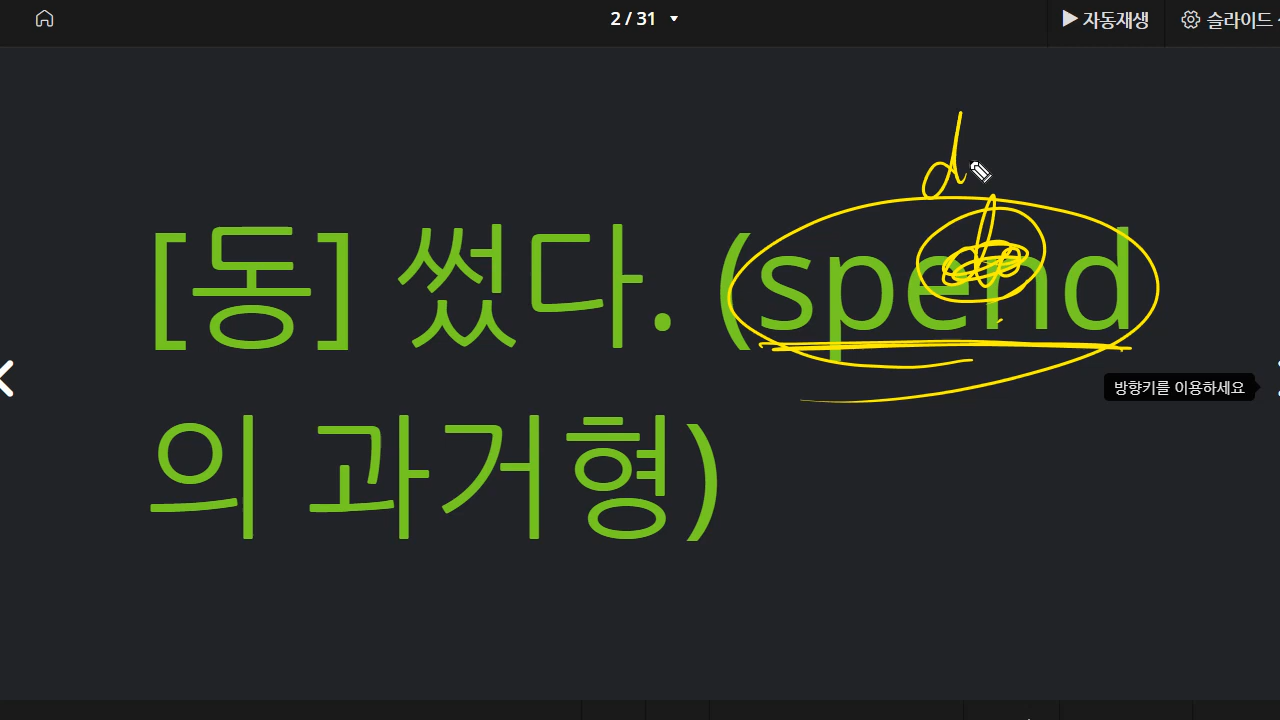 2 / 31
자동재생
슬라이드
d
[동] 썼다. (spend
방향키를 이용하세요
의 과거형)